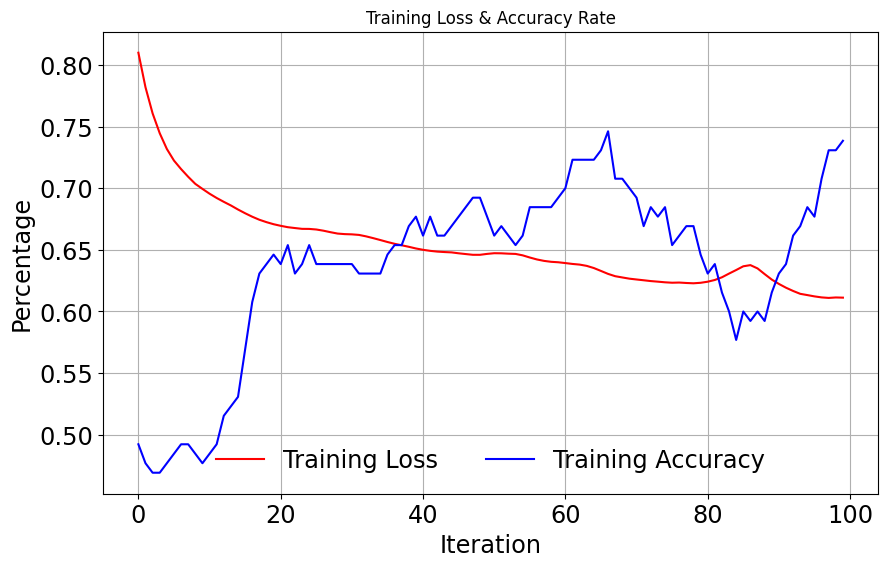 Training Loss & Accuracy Rate
0.80
0.75
0.70
0.65
0.60
0.55
0.50
Percentage
Training Loss
Training Accuracy
0 20 40 60 80 100
Iteration